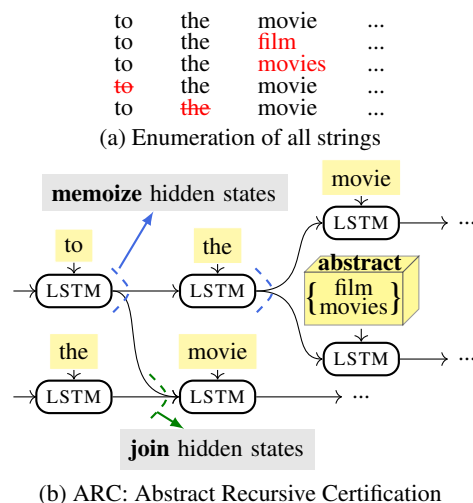 to the movie ...
to the film ...
to the movies ...
to the movie ...
to the movie ...
(a) Enumeration of all strings
memoize hidden states
movie
LSTM ...
to the
abstract
LSTM LSTM { film movies }
the movie
LSTM ...
LSTM LSTM ...
join hidden states
(b) ARC: Abstract Recursive Certification